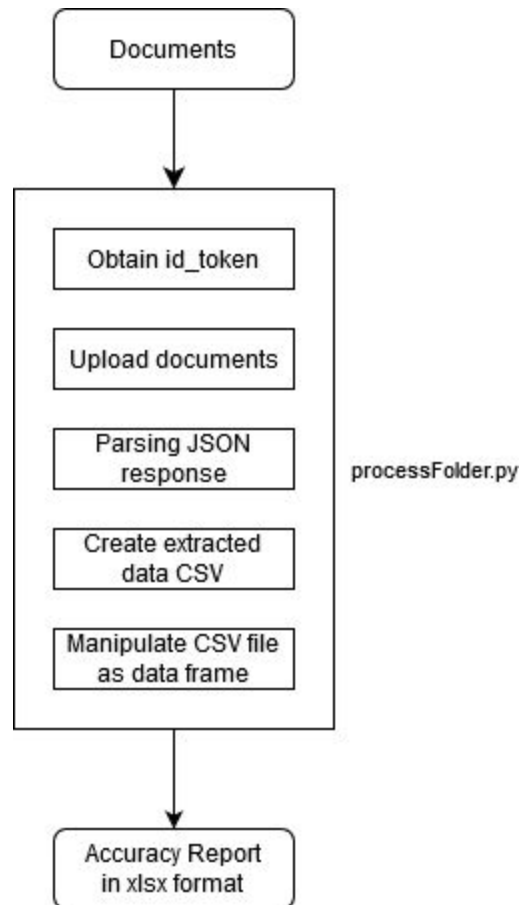 Documents
Obtain id_token
Upload documents
Parsing JSON
response
processFolder.py
Create extracted
data CSV
Manipulate CSV file
as data frame
Accuracy Report
in xlsx format